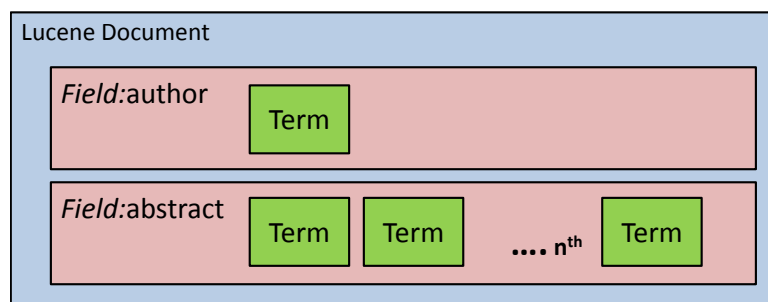 Lucene Document
Field:author
Term
Field:abstract
Term Term .... nth Term